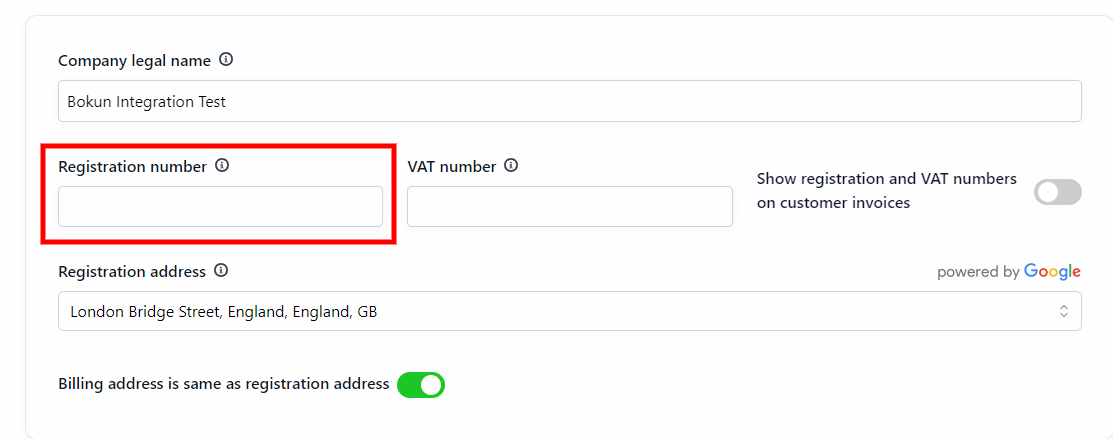 Company legal name
Bokun Integration Test
Registration number
VAT number
Show registration and VAT numbers
on customer invoices
Registration address
powered by Google
London Bridge Street, England, England, GB
Billing address is same as registration address